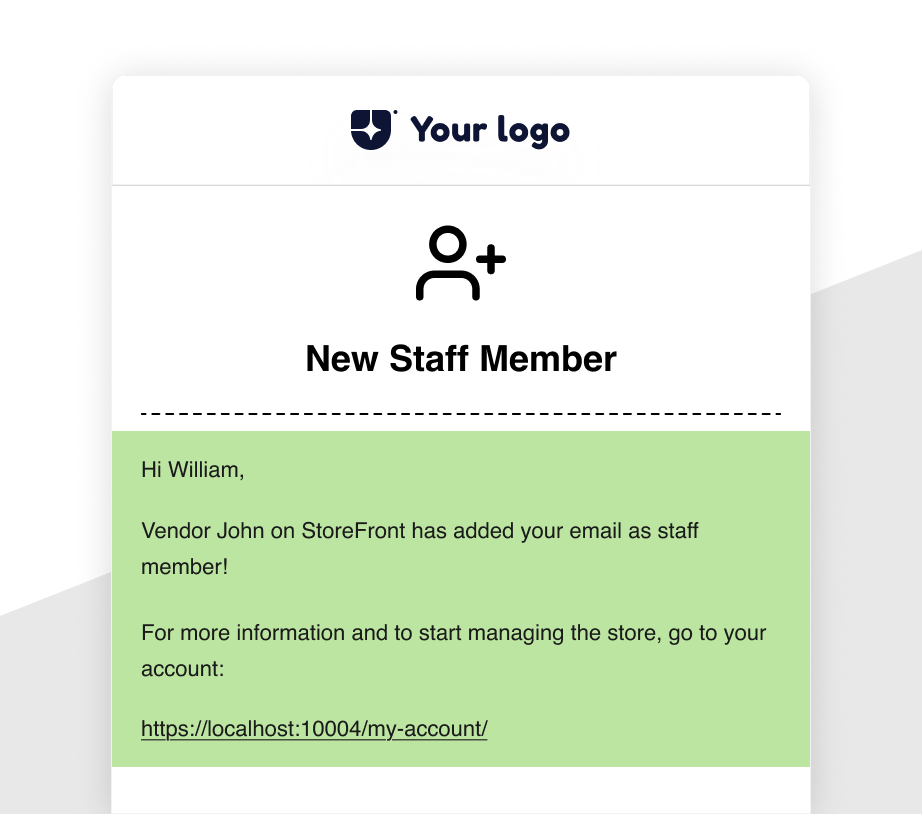 Your logo
New Staff Member
Hi William,
Vendor John on StoreFront has added your email as staff
member!
For more information and to start managing the store, go to your
account:
https://localhost:10004/my-account/